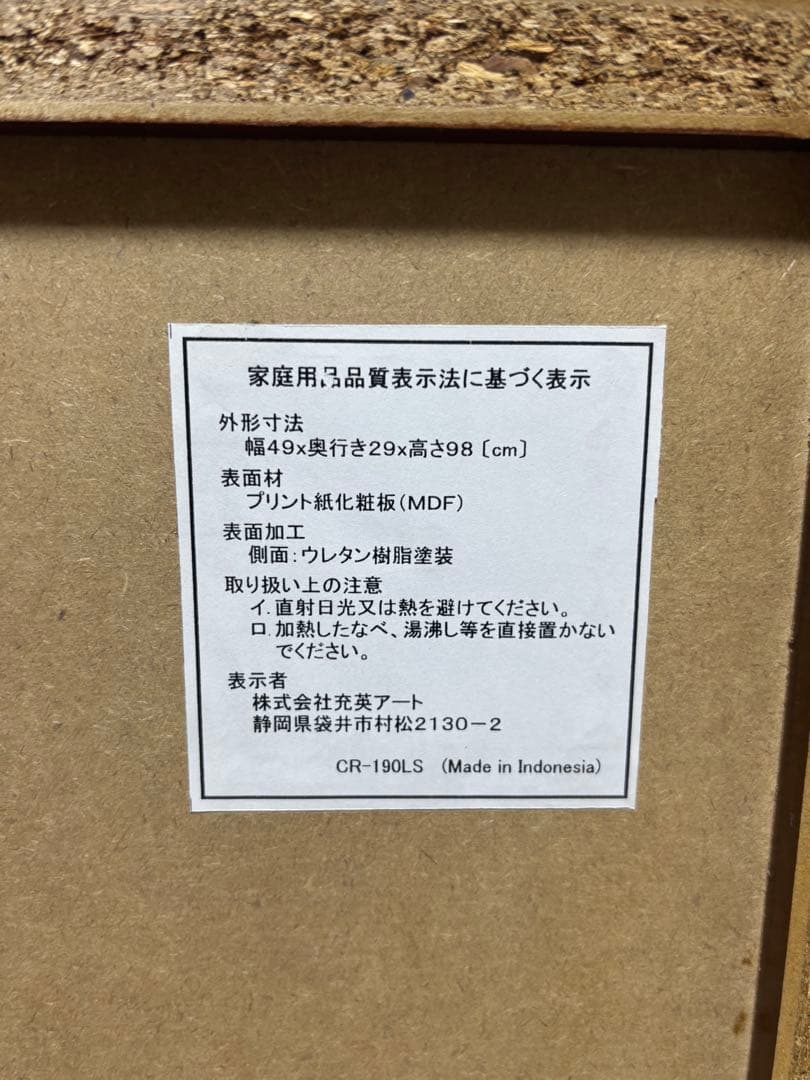 家庭用品品質表示法に基づく表示
外形寸法
幅49x奥行き29x高さ98〔cm〕
表面材
プリント紙化粧板(MDF)
表面加工
側面:ウレタン樹脂塗装
取り扱い上の注意
イ.直射日光又は熱を避けてください。
ロ.加熱したなべ、湯沸し等を直接置かない
でください。
表示者
株式会社充英アート
静岡県袋井市村松2130-2
CR-190LS (Made in Indonesia)